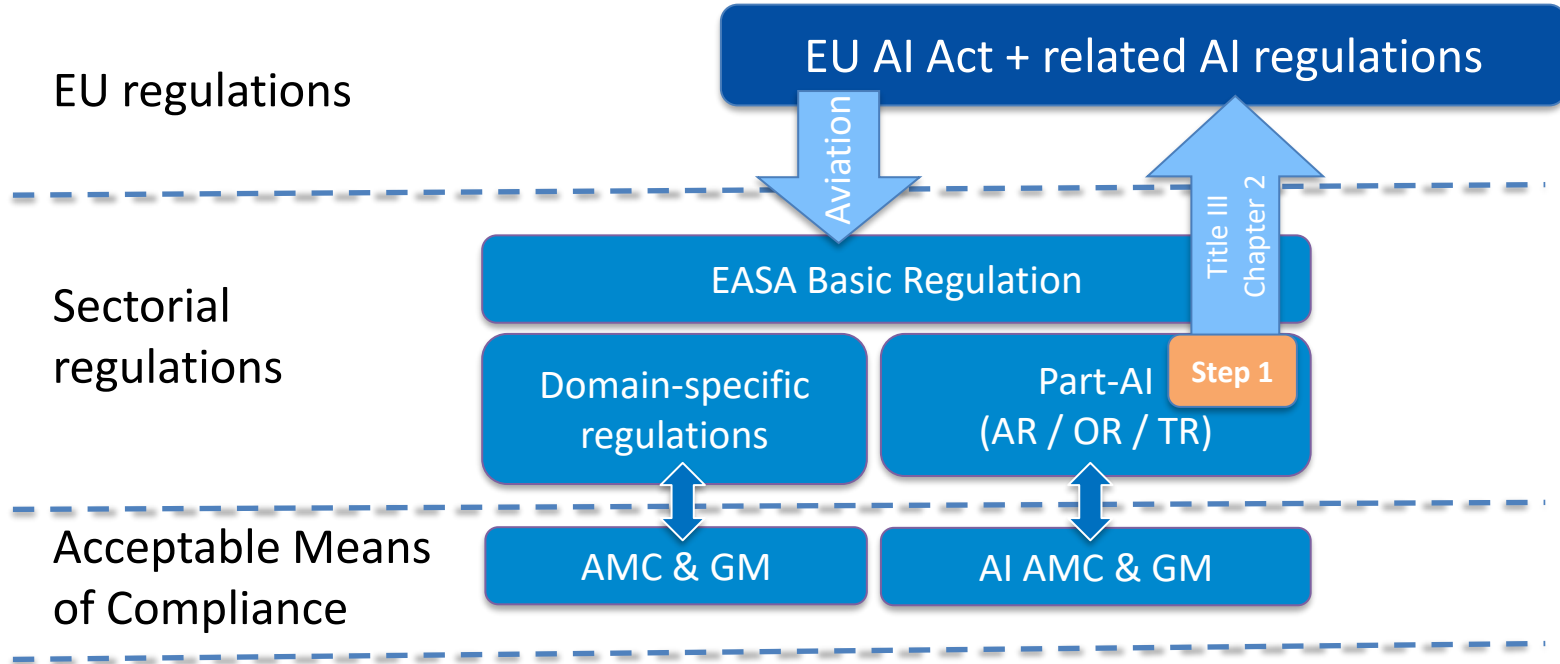 EU regulations
EU AI Act + related AI regulations
Aviation
Title III
Chapter 2
Sectorial
regulations
EASA Basic Regulation
Domain-specific
regulations
Part-AI
(AR / OR / TR)
Step 1
Acceptable Means
of Compliance
AMC & GM
AI AMC & GM